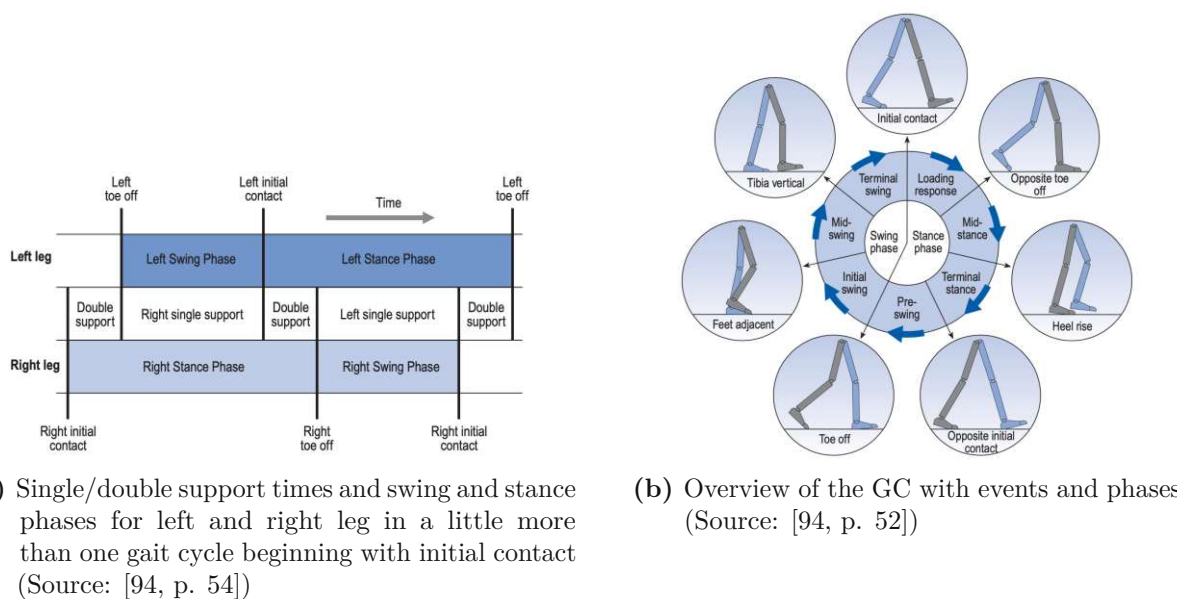 Left
toe off
Left initial
contact
Left
toe off
Time
Left leg
Left Swing Phase
Left Stance Phase
Double
support
Right single support
Double
support
Left single support
Double
support
Right leg
Right Stance Phase
Right Swing Phase
Right initial
contact
Right
toe off
Right initial
contact
) Single/double support times and swing and stance
phases for left and right leg in a little more
than one gait cycle beginning with initial contact
(Source: [94, p. 54])
Initial contact
Tibia vertical
Opposite toe
off
Terminal
swing
Loading
response
Mid-
swing
Swing
phase
Stance
phase
Mid-
stance
Initial
swing
Terminal
stance
Pre-
swing
Feet adjacent
Heel rise
Toe off
Opposite initial
contact
(b) Overview of the GC with events and phases
(Source: [94, p. 52])